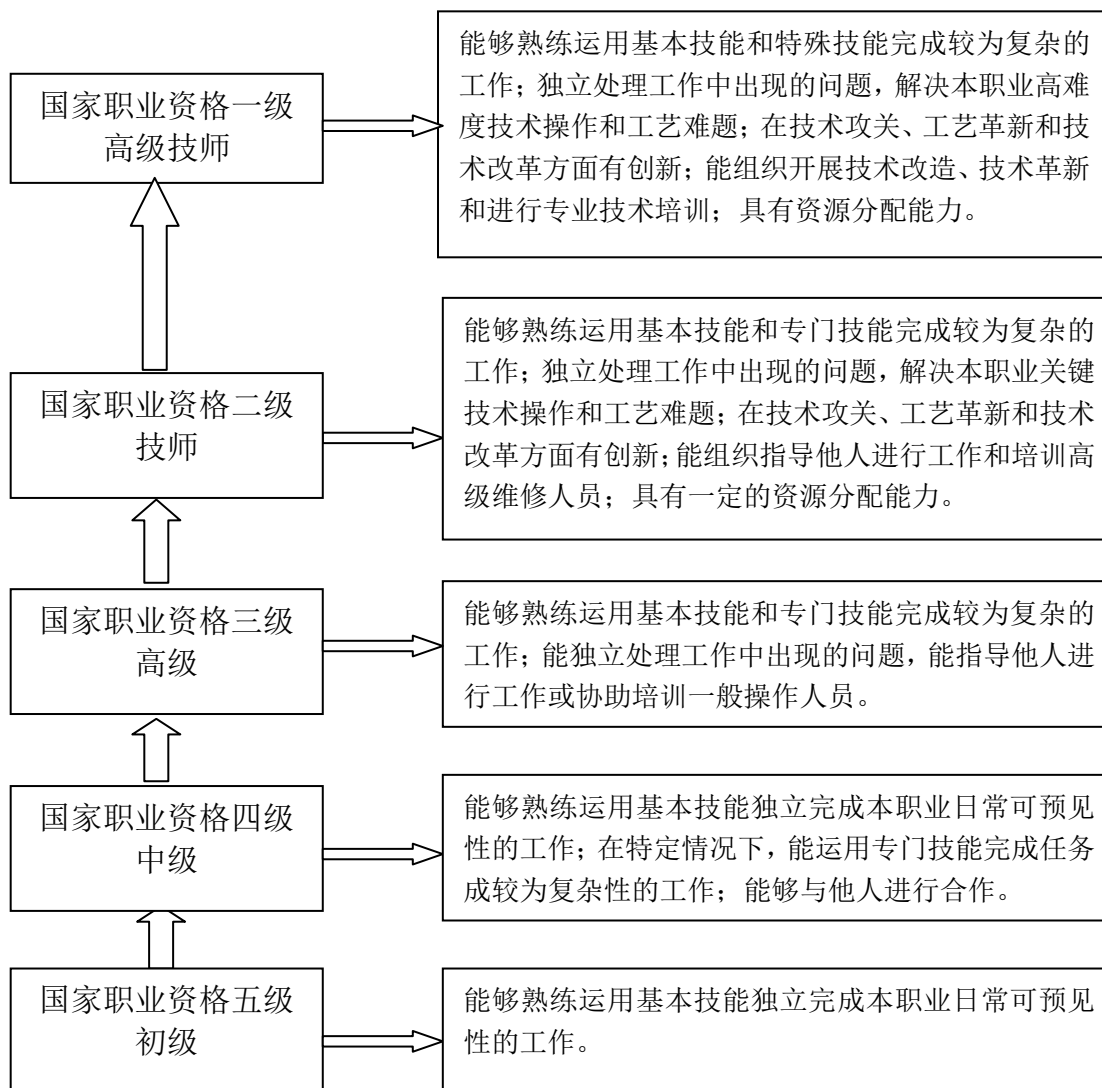 国家职业资格一级
高级技师
能够熟练运用基本技能和特殊技能完成较为复杂的
工作；独立处理工作中出现的问题，解决本职业高难
度技术操作和工艺难题；在技术攻关、工艺革新和技
术改革方面有创新；能组织开展技术改造、技术革新
和进行专业技术培训；具有资源分配能力。
国家职业资格二级
技师
能够熟练运用基本技能和专门技能完成较为复杂的
工作；独立处理工作中出现的问题，解决本职业关键
技术操作和工艺难题；在技术攻关、工艺革新和技术
改革方面有创新；能组织指导他人进行工作和培训高
级维修人员；具有一定的资源分配能力。
国家职业资格三级
高级
能够熟练运用基本技能和专门技能完成较为复杂的
工作；能独立处理工作中出现的问题，能指导他人进
行工作或协助培训一般操作人员。
国家职业资格四级
中级
能够熟练运用基本技能独立完成本职业日常可预见
性的工作；在特定情况下，能运用专门技能完成任务
成较为复杂性的工作；能够与他人进行合作。
国家职业资格五级
初级
能够熟练运用基本技能独立完成本职业日常可预见
性的工作。